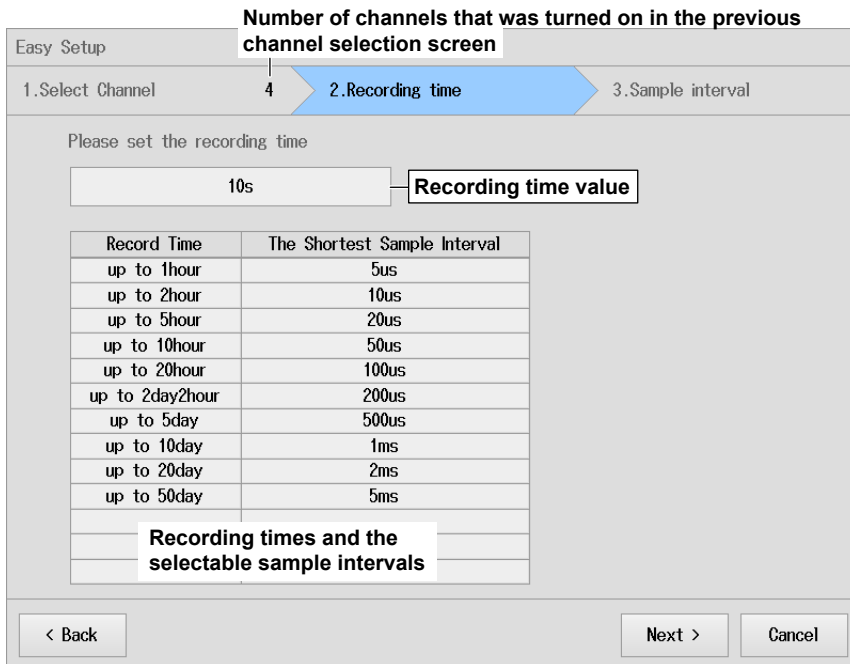 Number of channels that was turned on in the previous
channel selection screen
Easy Setup
1.Select Channel 4 2.Recording time 3.Sample interval
Please set the recording time
10s Recording time value
Record Time The Shortest Sample Interval
up to 1hour 5us
up to 2hour 10us
up to 5hour 20us
up to 10hour 50us
up to 20hour 100us
up to 2day2hour 200us
up to 5day 500us
up to 10day 1ms
up to 20day 2ms
up to 50day 5ms
Recording times and the
selectable sample intervals
< Back Next > Cancel